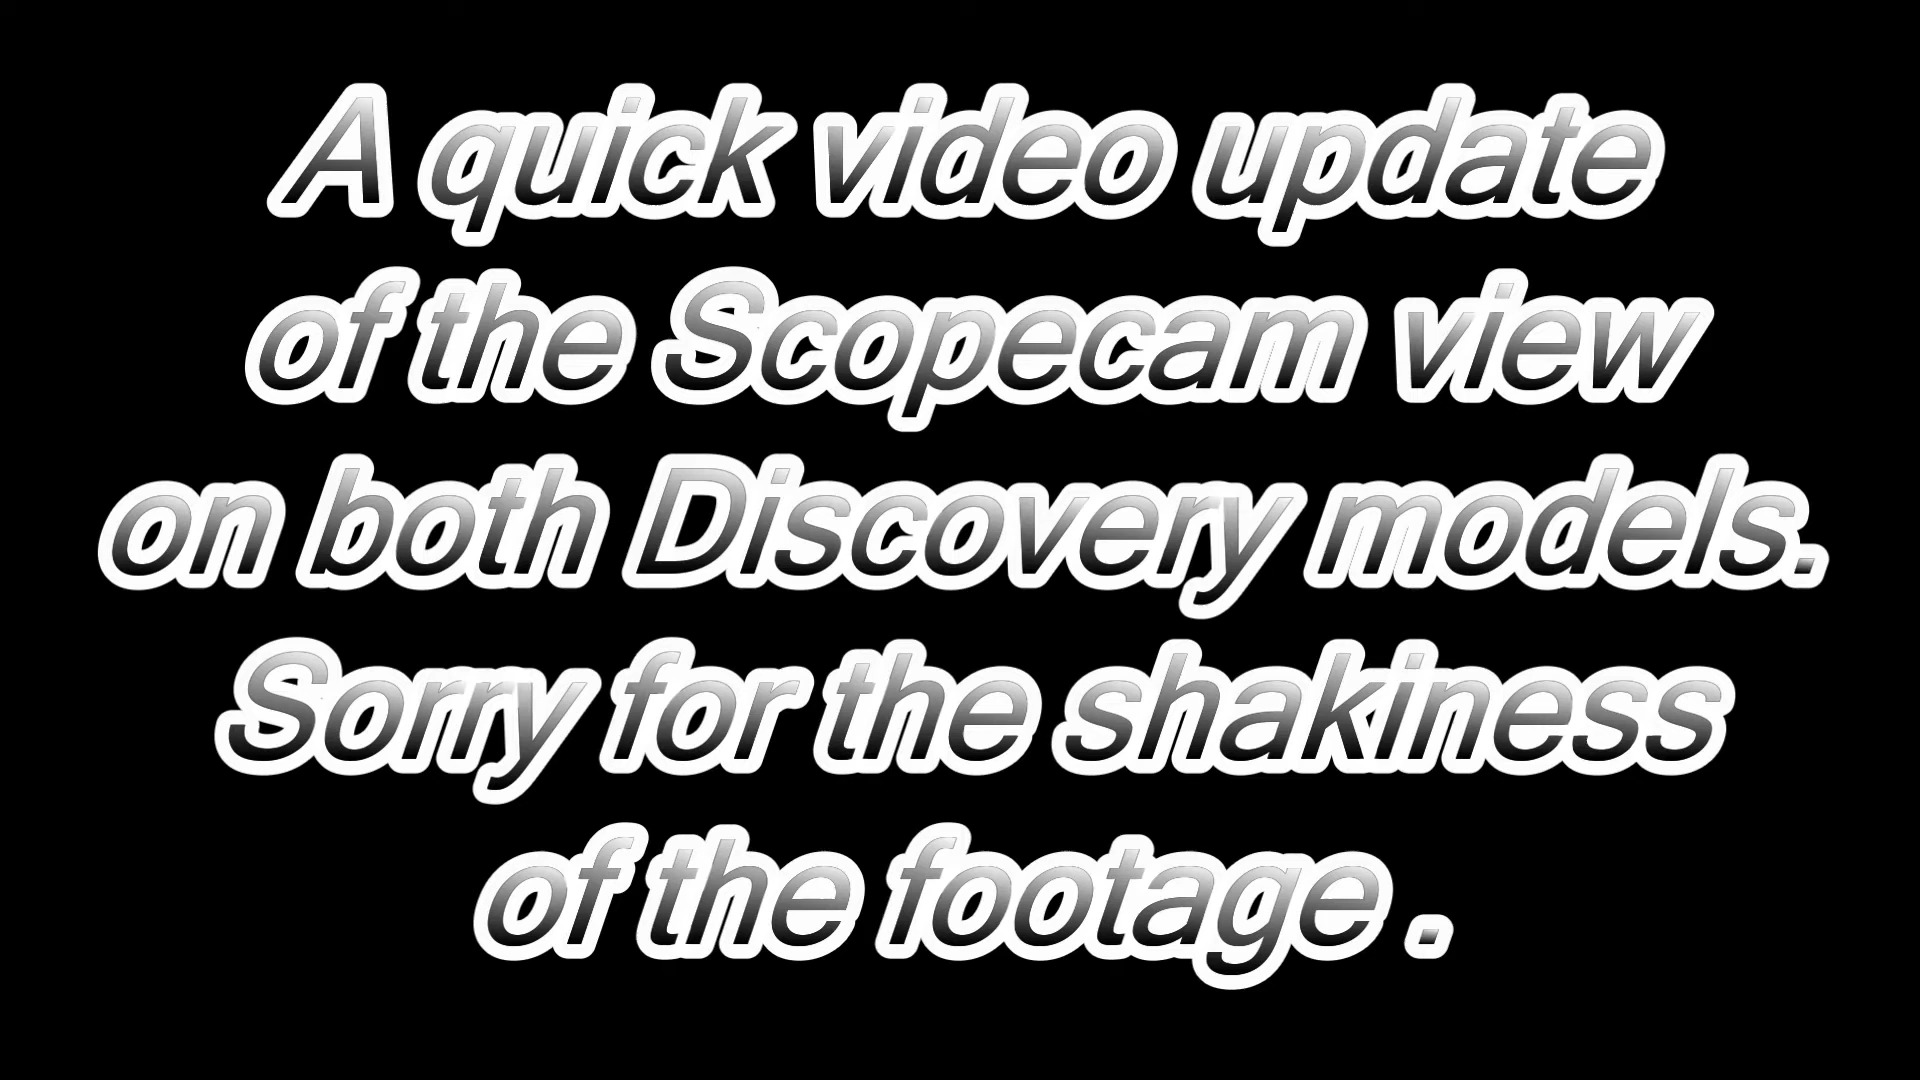 A quick video update
of the Scopecam view
on both Discovery models.
Sorry for the shakiness
of the footage .